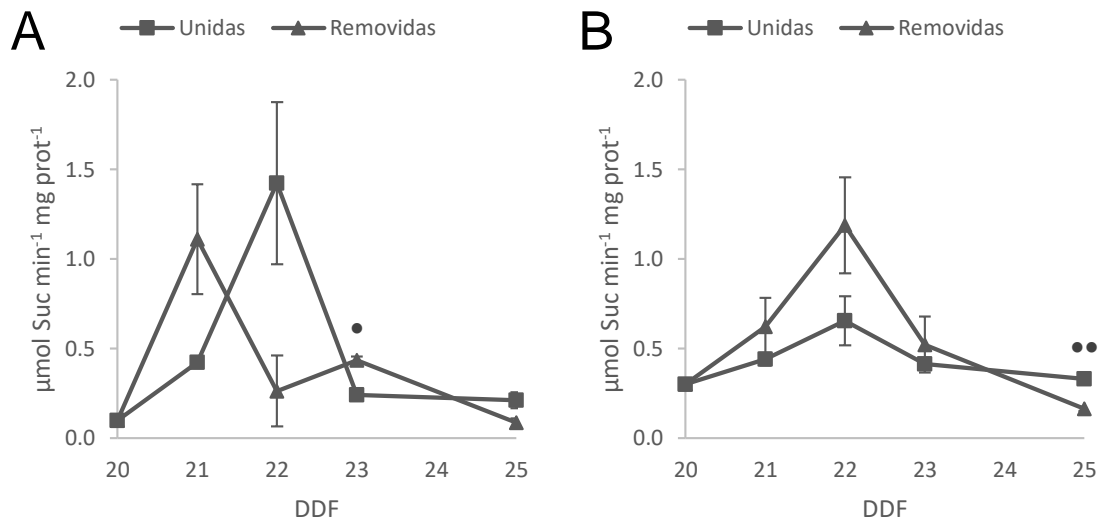 A
Unidas
Removidas
2.0
1.5
1.0
0.5
0.0
µmol Suc min⁻¹ mg prot⁻¹
20 21 22 23 24 25
DDF
B
Unidas
Removidas
2.0
1.5
1.0
0.5
0.0
µmol Suc min⁻¹ mg prot⁻¹
20 21 22 23 24 25
DDF